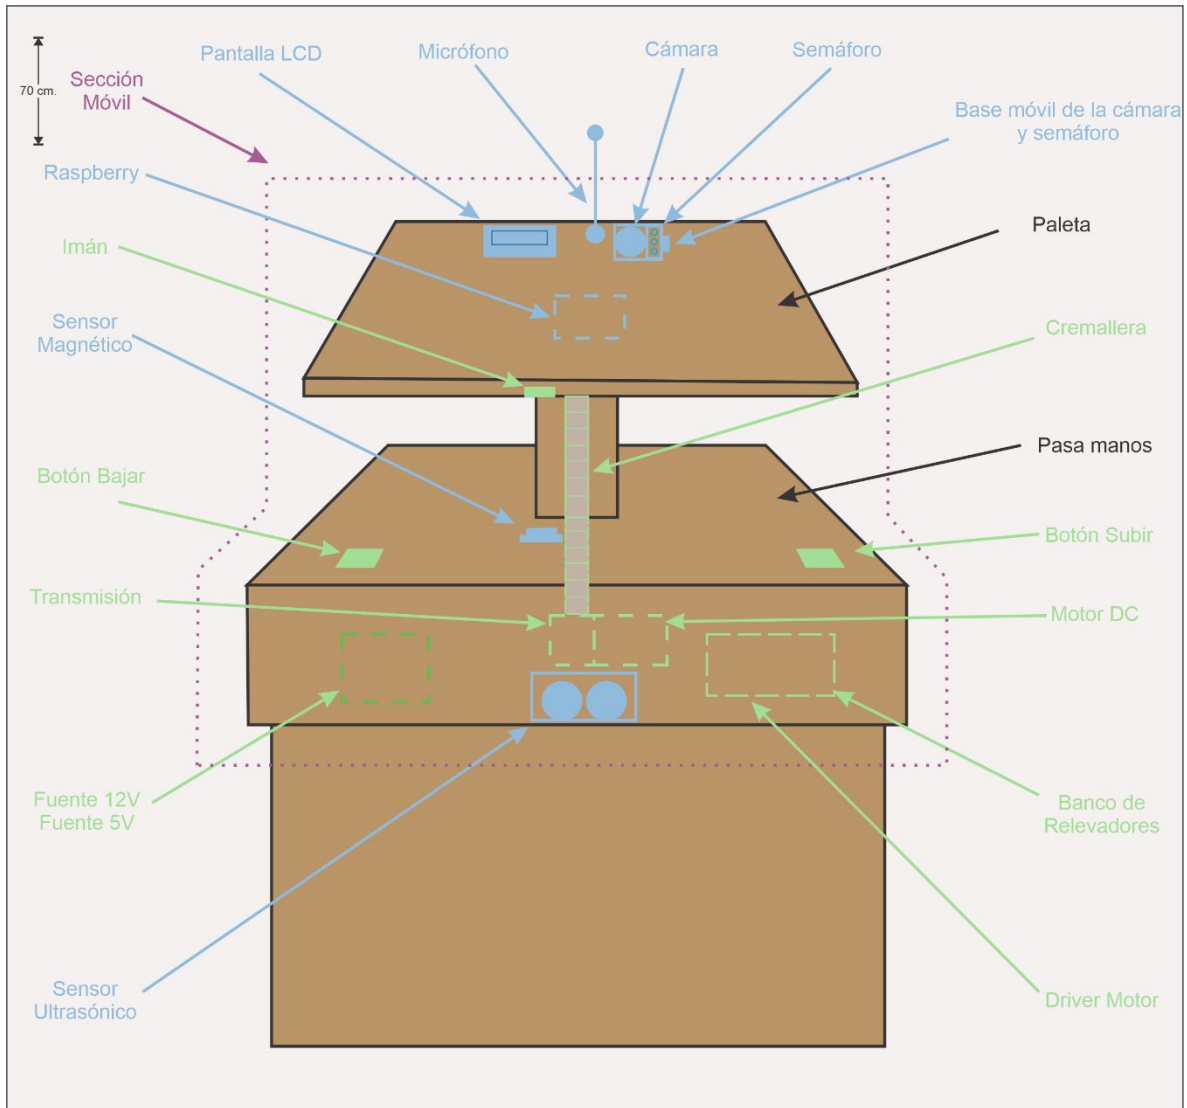 Pantalla LCD
Micrófono
Cámara
Semáforo
70 cm.
Sección
Móvil
Base móvil de la cámara
y semáforo
Raspberry
Paleta
Imán
Sensor
Magnético
Cremallera
Pasa manos
Botón Bajar
Botón Subir
Transmisión
Motor DC
Fuente 12V
Fuente 5V
Banco de
Relevadores
Sensor
Ultrasónico
Driver Motor